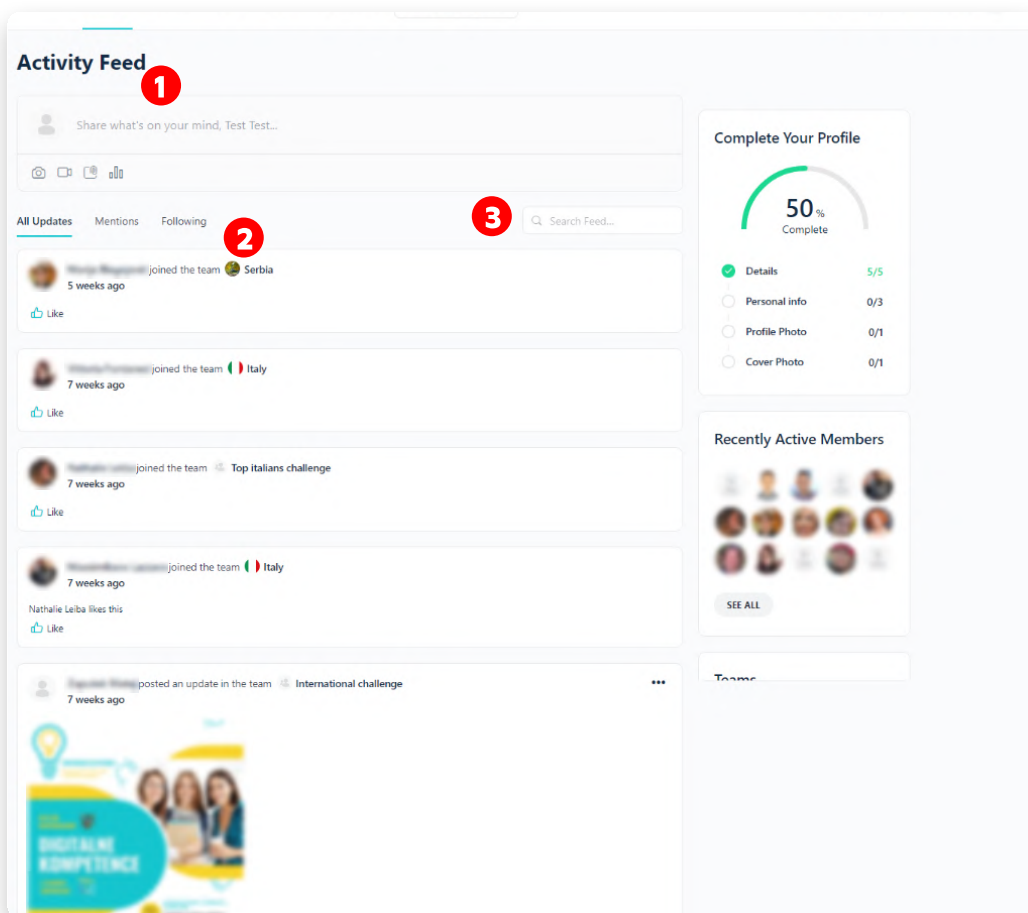 Activity Feed
1
Share what's on your mind, Test Test...
All Updates Mentions Following
2
3
Search Feed...
joined the team Serbia
5 weeks ago
Like
joined the team Italy
7 weeks ago
Like
joined the team Top italians challenge
7 weeks ago
Like
joined the team Italy
7 weeks ago
Nathalie Leiba likes this
Like
posted an update in the team International challenge
7 weeks ago
DIGITALNE
KOMPETENCE
Complete Your Profile
50 %
Complete
Details 5/5
Personal info 0/3
Profile Photo 0/1
Cover Photo 0/1
Recently Active Members
SEE ALL
Teams